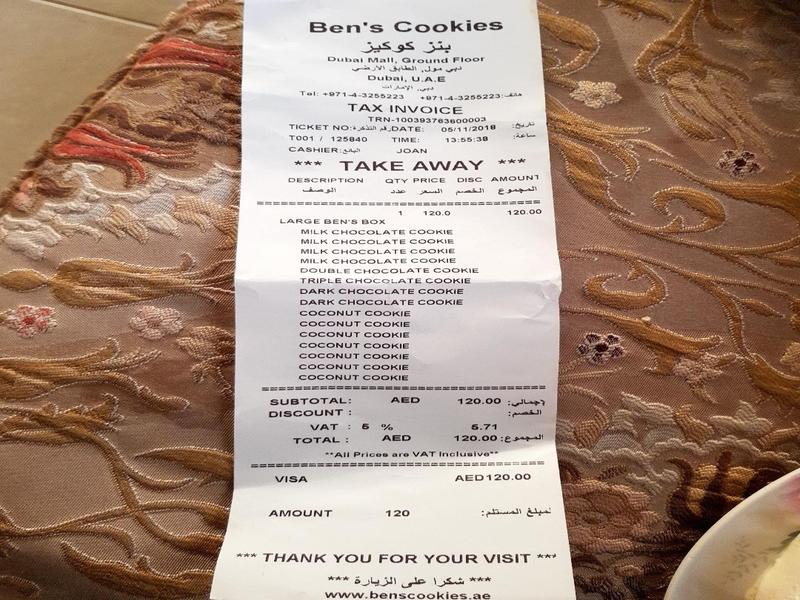 Ben's Cookies
بنز كوكيز
Dubai Mall, Ground Floor
دبي مول, الطابق الارضي
Dubai, U.A.E
دبي, الإمارات
Tel: +971-4-3255223 +971-4-3255223:هاتف
TAX INVOICE
TRN-100393763600003
TICKET NO:رقم التذكرة DATE: 05/11/2018 تاريخ:
T001 / 125840 TIME: 13:55:38 ساعة:
CASHIER:البائع: JOAN
*** TAKE AWAY ***
DESCRIPTION QTY PRICE DISC AMOUNT
الوصف عدد السعر الخصم المجموع
1 120.0 120.00
LARGE BEN'S BOX
MILK CHOCOLATE COOKIE
MILK CHOCOLATE COOKIE
MILK CHOCOLATE COOKIE
MILK CHOCOLATE COOKIE
DOUBLE CHOCOLATE COOKIE
TRIPLE CHOCOLATE COOKIE
DARK CHOCOLATE COOKIE
DARK CHOCOLATE COOKIE
COCONUT COOKIE
COCONUT COOKIE
COCONUT COOKIE
COCONUT COOKIE
COCONUT COOKIE
COCONUT COOKIE
COCONUT COOKIE
SUBTOTAL: AED 120.00 إجمالي:
DISCOUNT : الخصم:
VAT : 5 % 5.71
TOTAL : AED 120.00 المجموع:
**All Prices are VAT Inclusive**
VISA AED120.00
AMOUNT 120 المبلغ المستلم:
*** THANK YOU FOR YOUR VISIT ***
*** شكرا على الزيارة ***
www.benscookies.ae